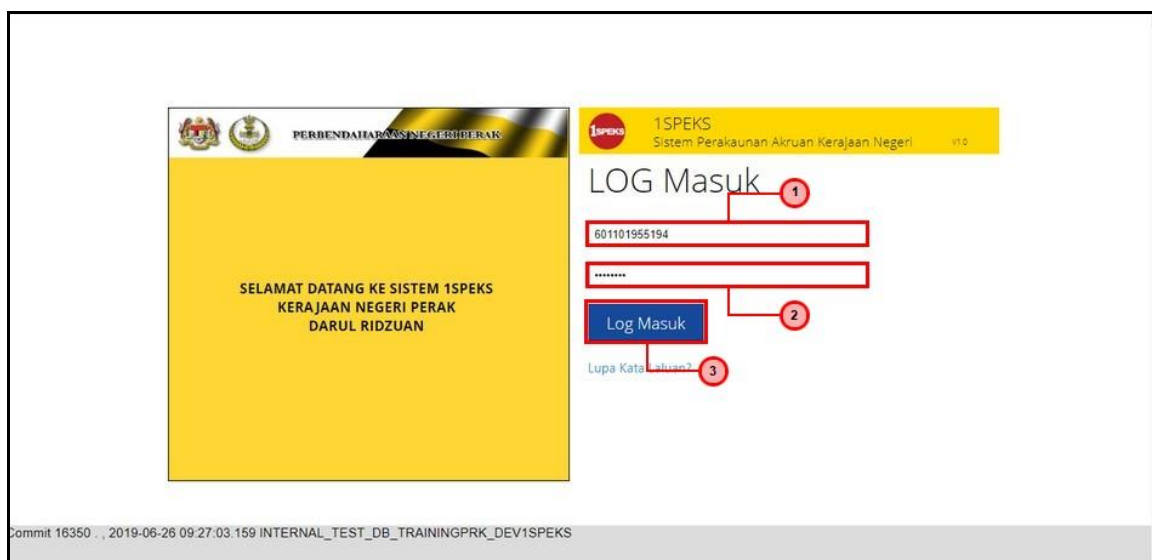 PERBENDAHARAAN NEGERI PERAK
SELAMAT DATANG KE SISTEM 1SPEKS
KERAJAAN NEGERI PERAK
DARUL RIDZUAN
1SPEKS
1SPEKS
Sistem Perakaunan Akruan Kerajaan Negeri v1.0
LOG Masuk
1
601101955194
••••••••
2
Log Masuk
Lupa Kata Laluan?
3
Commit 16350 . , 2019-06-26 09:27:03.159 INTERNAL_TEST_DB_TRAININGPRK_DEV1SPEKS